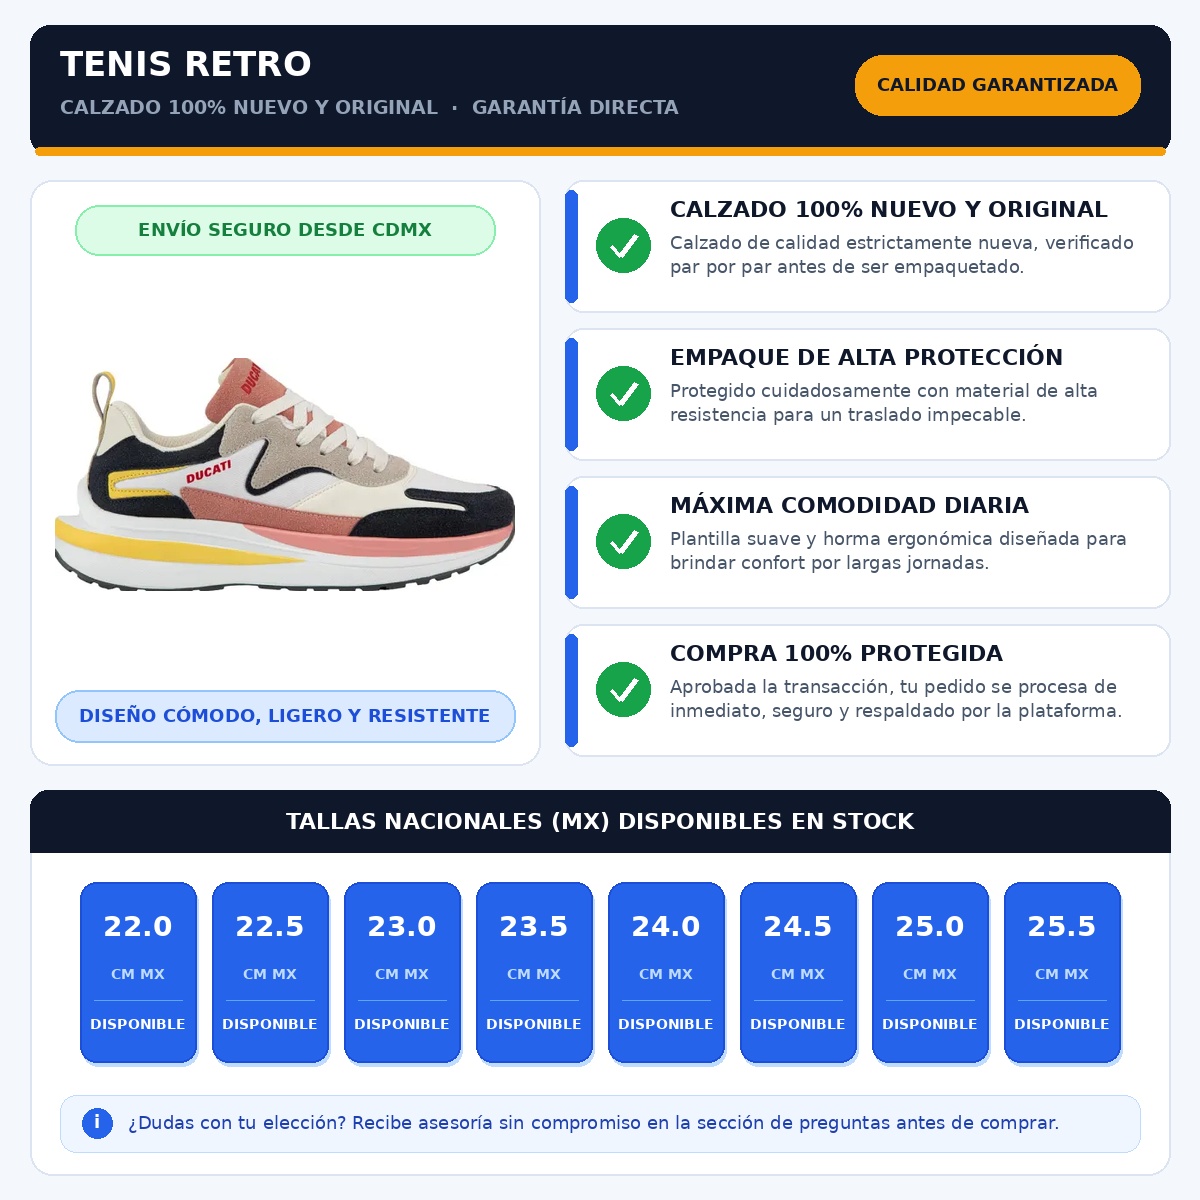 TENIS RETRO
CALZADO 100% NUEVO Y ORIGINAL · GARANTÍA DIRECTA
CALIDAD GARANTIZADA
ENVÍO SEGURO DESDE CDMX
DUCATI
DUCATI
DISEÑO CÓMODO, LIGERO Y RESISTENTE
CALZADO 100% NUEVO Y ORIGINAL
Calzado de calidad estrictamente nueva, verificado
par por par antes de ser empaquetado.
EMPAQUE DE ALTA PROTECCIÓN
Protegido cuidadosamente con material de alta
resistencia para un traslado impecable.
MÁXIMA COMODIDAD DIARIA
Plantilla suave y horma ergonómica diseñada para
brindar confort por largas jornadas.
COMPRA 100% PROTEGIDA
Aprobada la transacción, tu pedido se procesa de
inmediato, seguro y respaldado por la plataforma.
TALLAS NACIONALES (MX) DISPONIBLES EN STOCK
22.0 22.5 23.0 23.5 24.0 24.5 25.0 25.5
CM MX CM MX CM MX CM MX CM MX CM MX CM MX CM MX
DISPONIBLE DISPONIBLE DISPONIBLE DISPONIBLE DISPONIBLE DISPONIBLE DISPONIBLE DISPONIBLE
i ¿Dudas con tu elección? Recibe asesoría sin compromiso en la sección de preguntas antes de comprar.